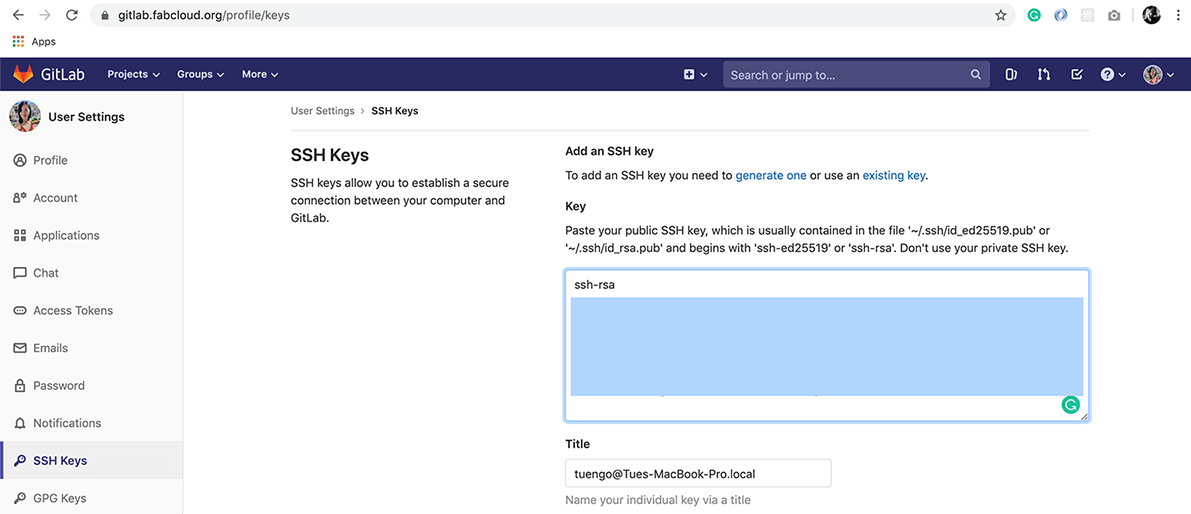 gitlab.fabcloud.org/profile/keys
Apps
GitLab
Projects
Groups
More
Search or jump to...
User Settings
Profile
Account
Applications
Chat
Access Tokens
Emails
Password
Notifications
SSH Keys
GPG Keys
User Settings > SSH Keys
SSH Keys
SSH keys allow you to establish a secure
connection between your computer and
GitLab.
Add an SSH key
To add an SSH key you need to generate one or use an existing key.
Key
Paste your public SSH key, which is usually contained in the file '~/.ssh/id_ed25519.pub' or
'~/.ssh/id_rsa.pub' and begins with 'ssh-ed25519' or 'ssh-rsa'. Don't use your private SSH key.
ssh-rsa
Title
tuengo@Tues-MacBook-Pro.local
Name your individual key via a title